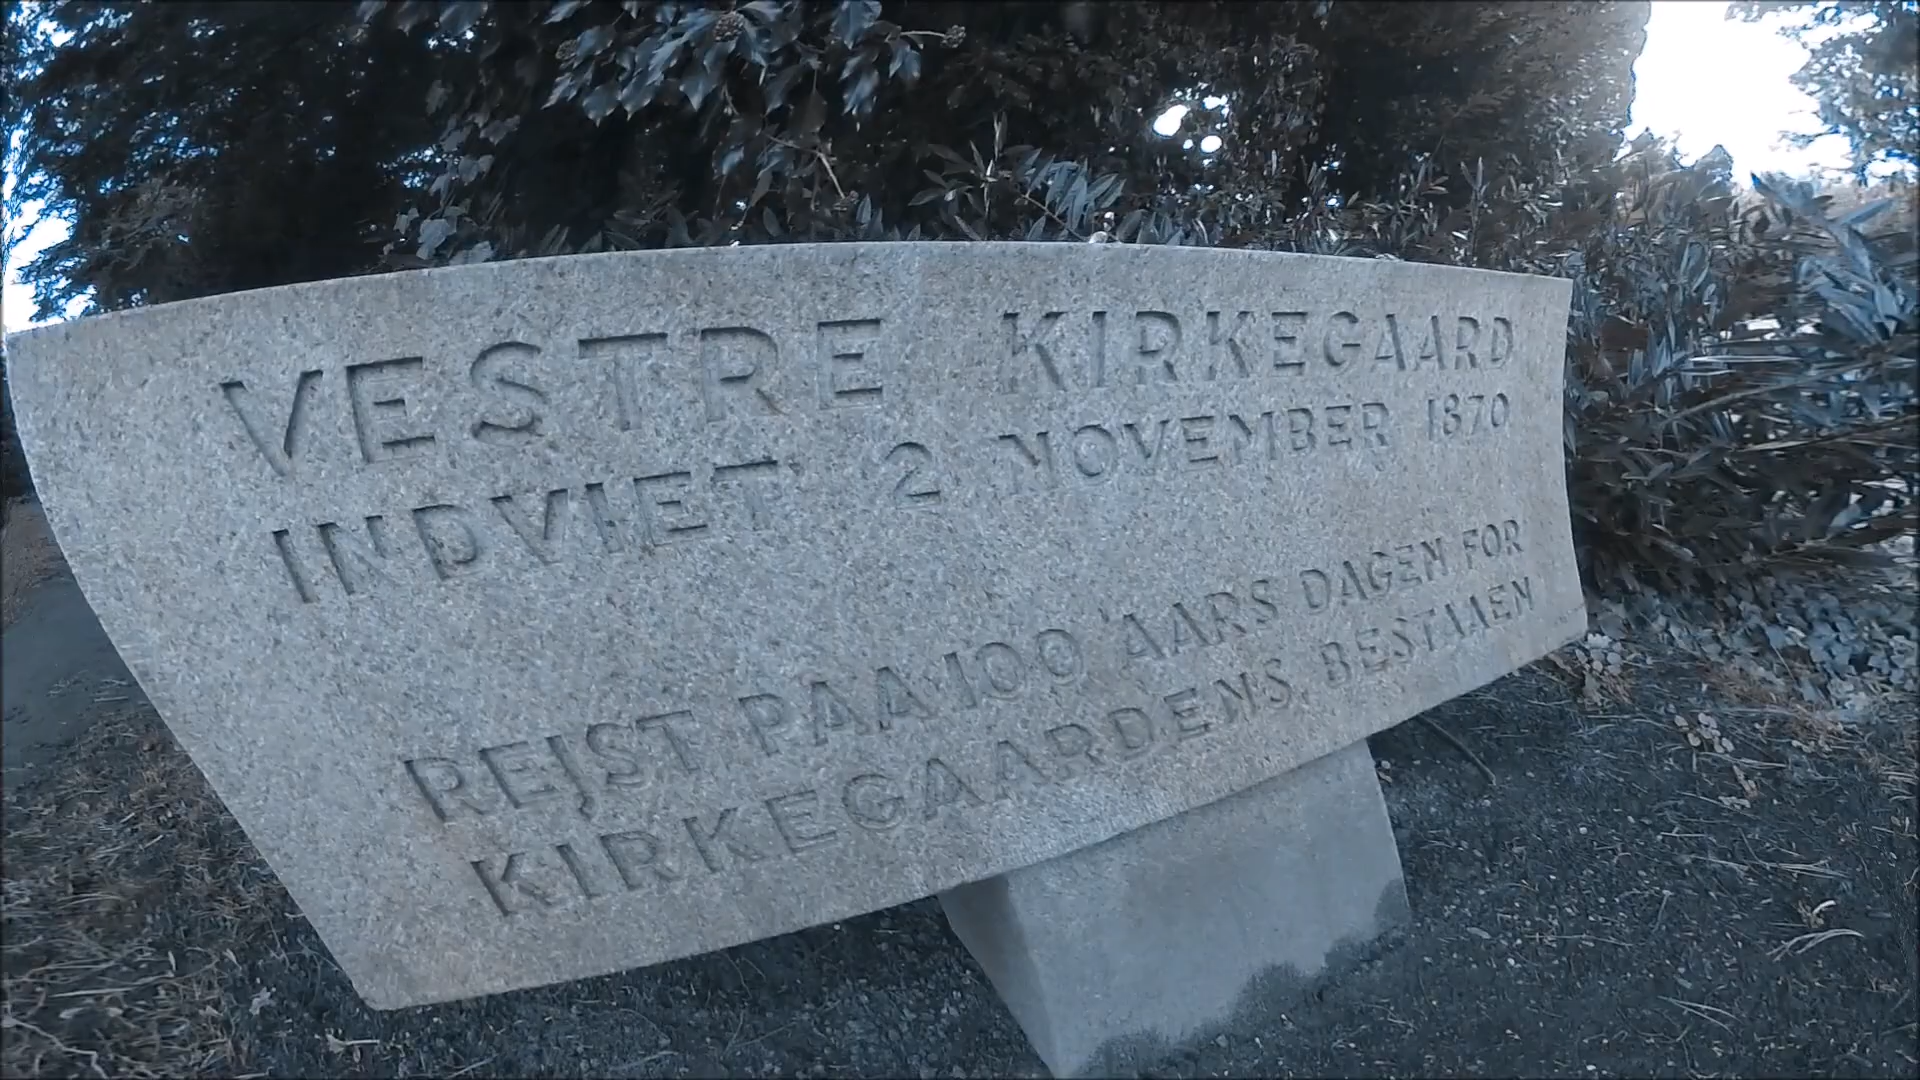 VESTRE KIRKEGAARD
INDVIET 2 NOVEMBER 1870
REJST PAA 100 AARS DAGEN FOR
KIRKEGAARDENS BESTAAEN